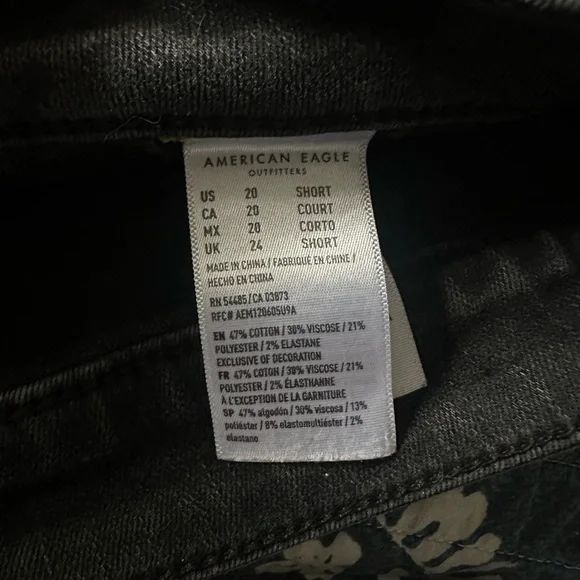 AMERICAN EAGLE
OUTFITTERS
US 20 SHORT
CA 20 COURT
MX 20 CORTO
UK 24 SHORT
MADE IN CHINA / FABRIQUÉ EN CHINE /
HECHO EN CHINA
RN 54485 / CA 03873
RFC# AEM120605U9A
EN 47% COTTON / 30% VISCOSE / 21%
POLYESTER / 2% ELASTANE
EXCLUSIVE OF DECORATION
FR 47% COTON / 30% VISCOSE / 21%
POLYESTER / 2% ÉLASTHANNE
À L'EXCEPTION DE LA GARNITURE
SP 47% algodón / 30% viscosa / 13%
poliéster / 8% elastomultiéster / 2%
elastano